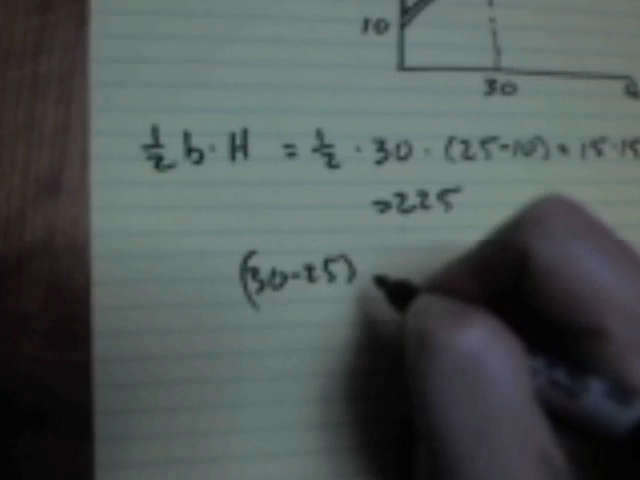 10
30 Q
1/2 b · H = 1/2 · 30 · (25-10) = 15·15
=225
(30-25)